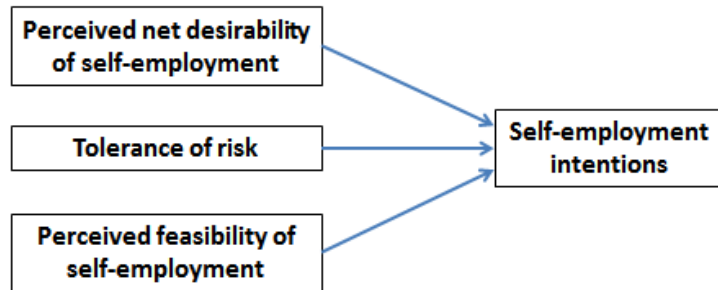 Perceived net desirability
of self-employment
Tolerance of risk
Self-employment
intentions
Perceived feasibility of
self-employment